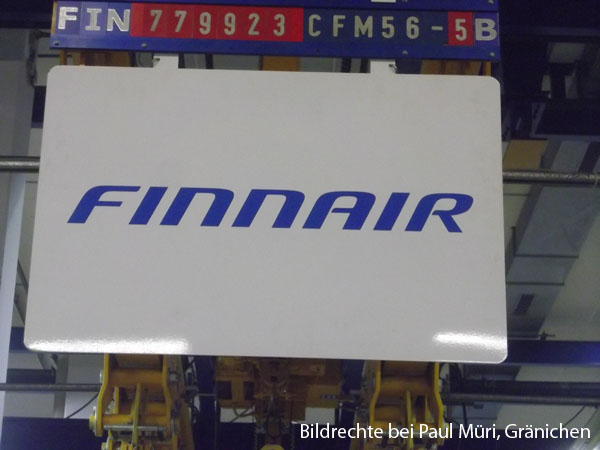 FIN 779923 CFM56-5B
FINNAIR
Bildrechte bei Paul Müri, Gränichen